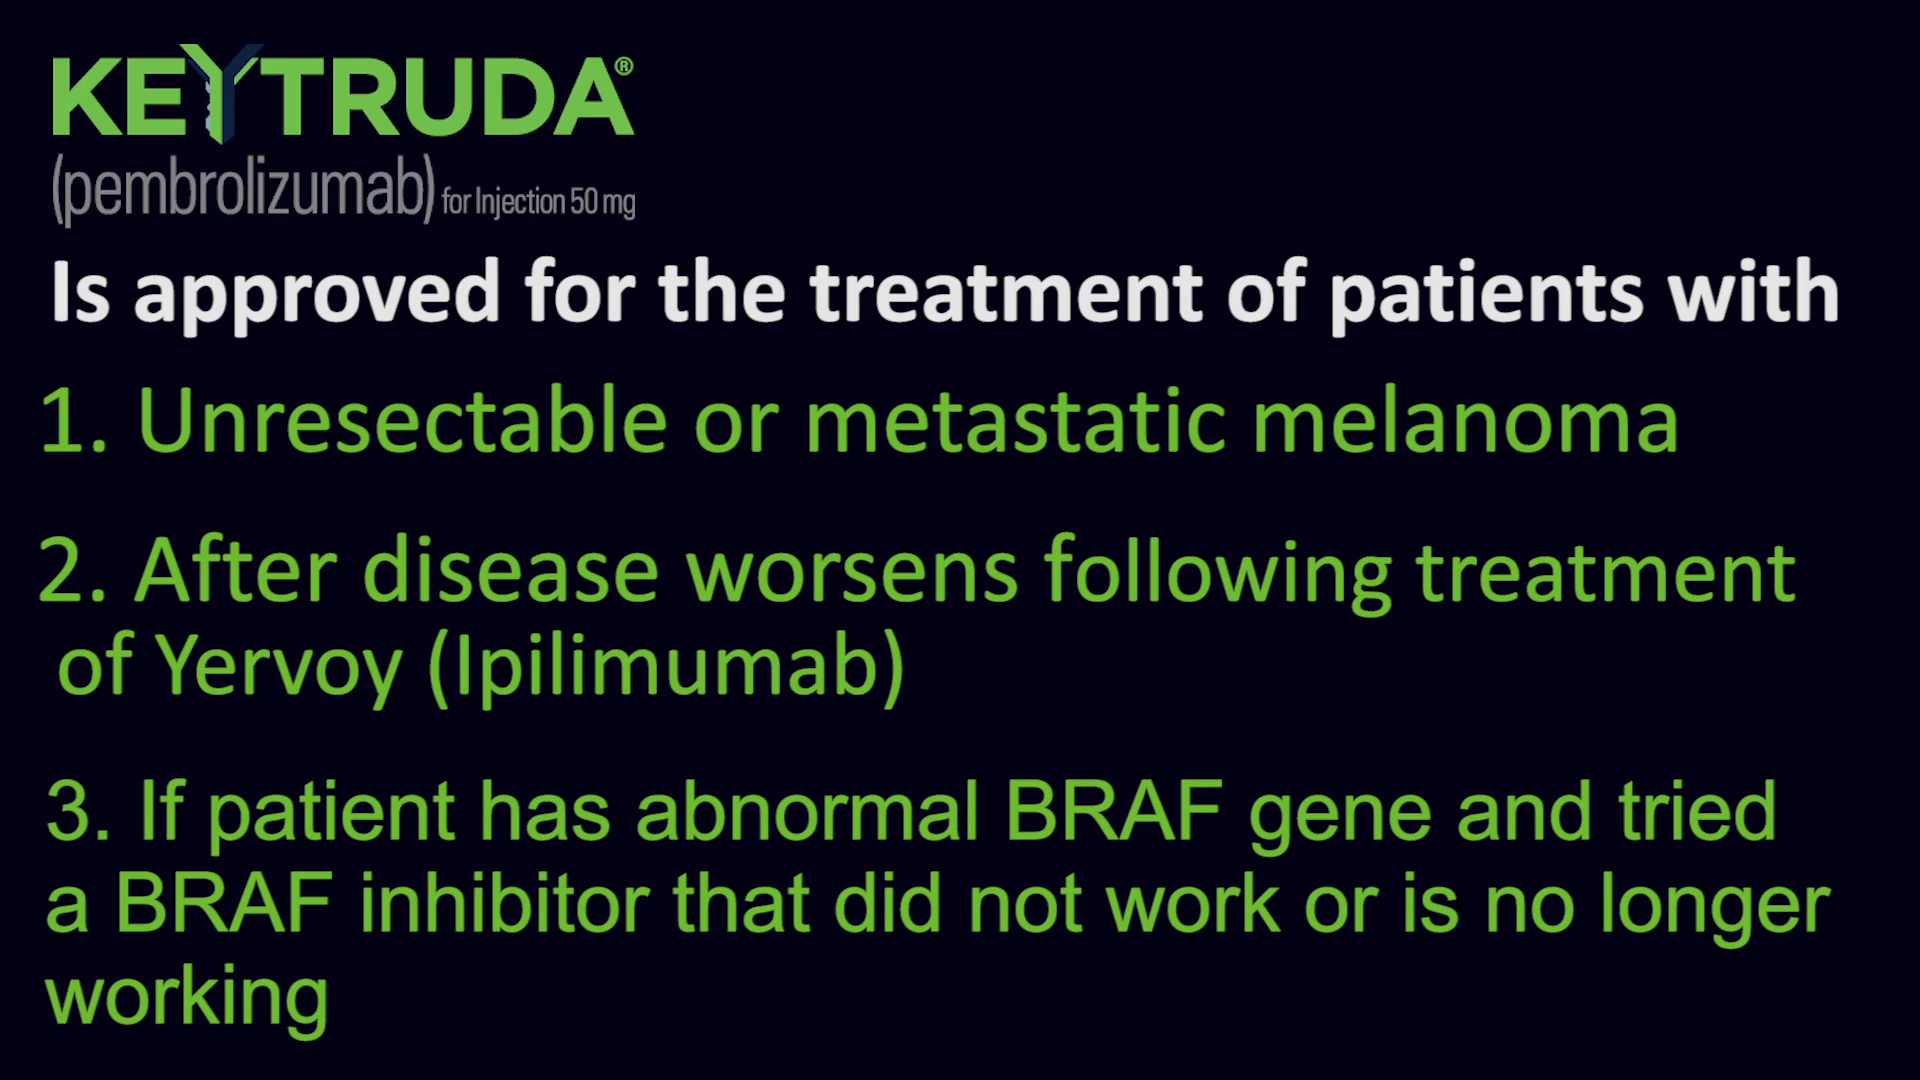 KEYTRUDA®
(pembrolizumab) for Injection 50 mg
Is approved for the treatment of patients with
1. Unresectable or metastatic melanoma
2. After disease worsens following treatment
of Yervoy (Ipilimumab)
3. If patient has abnormal BRAF gene and tried
a BRAF inhibitor that did not work or is no longer
working